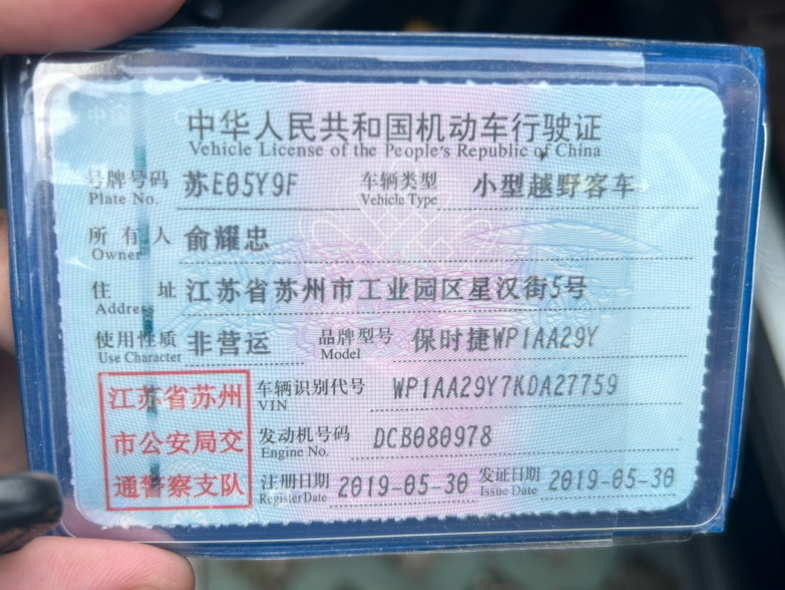 中华人民共和国机动车行驶证
Vehicle License of the People's Republic of China
号牌号码 苏E05Y9F 车辆类型 小型越野客车
Plate No. Vehicle Type
所有人 俞耀忠
Owner
住址 江苏省苏州市工业园区星汉街5号
Address
使用性质 非营运 品牌型号 保时捷WP1AA29Y
Use Character Model
江苏省苏州 车辆识别代号 WP1AA29Y7KDA27759
VIN
市公安局交 发动机号码 DCB080978
Engine No.
通警察支队 注册日期 2019-05-30 发证日期 2019-05-30
Register Date Issue Date